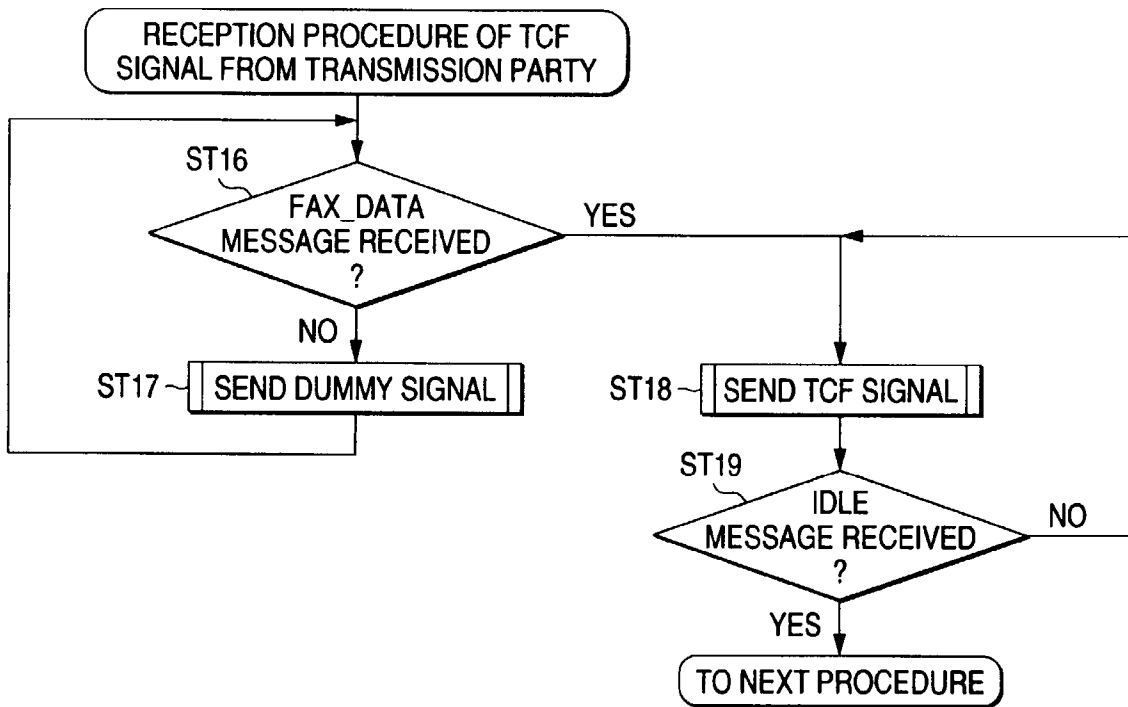 RECEPTION PROCEDURE OF TCF
SIGNAL FROM TRANSMISSION PARTY
ST16
FAX_DATA
MESSAGE RECEIVED
?
YES
NO
ST17
SEND DUMMY SIGNAL
ST18
SEND TCF SIGNAL
ST19
IDLE
MESSAGE RECEIVED
?
NO
YES
TO NEXT PROCEDURE